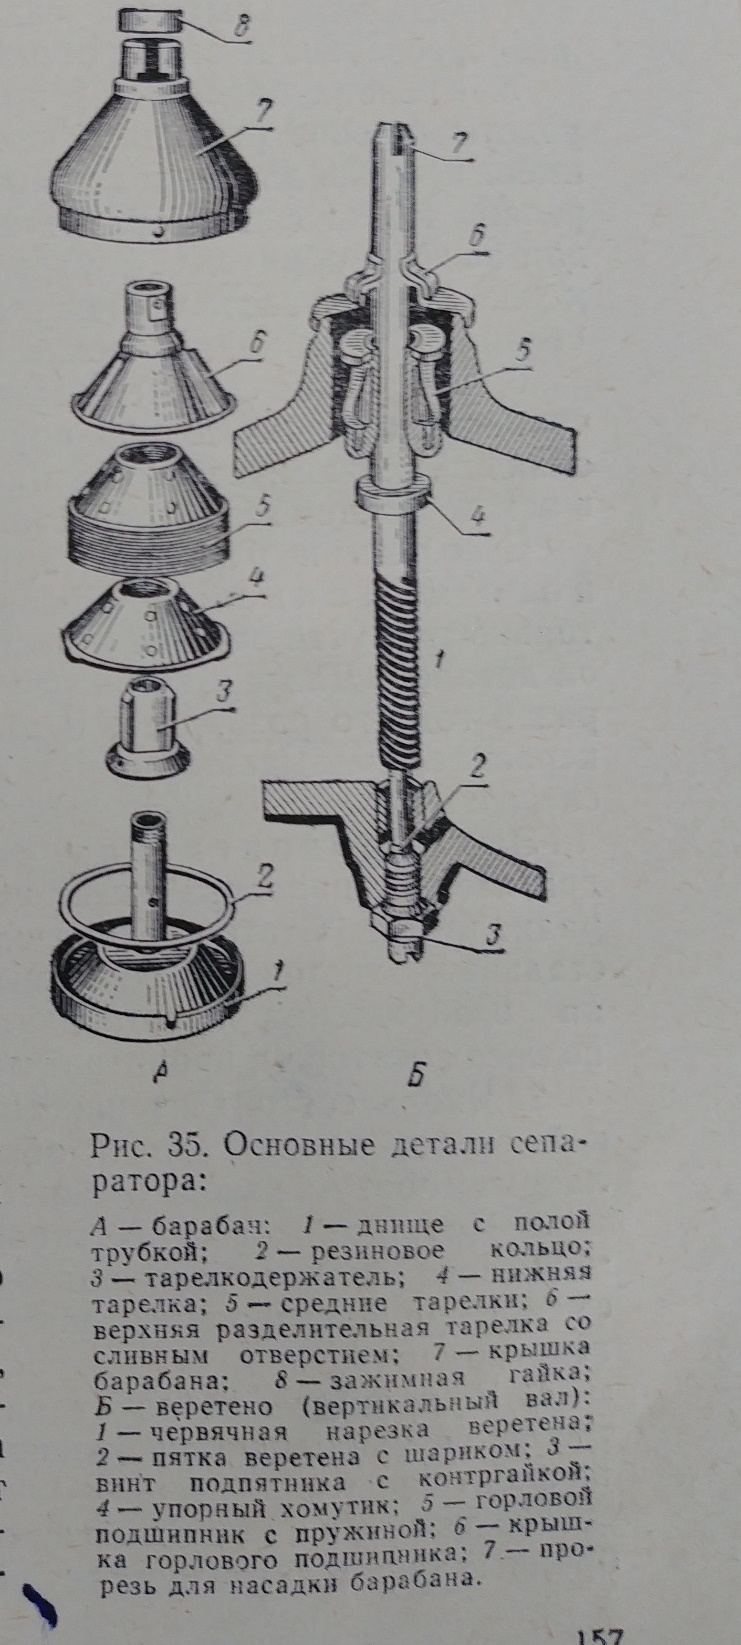 8
7
7
6
6
5
5
4
4
1
3
2
2
3
1
А
Б
Рис. 35. Основные детали сепа-
ратора:
А — барабан: 1 — днище с полой
трубкой; 2 — резиновое кольцо;
3 — тарелкодержатель; 4 — нижняя
тарелка; 5 — средние тарелки; 6 —
верхняя разделительная тарелка со
сливным отверстием; 7 — крышка
барабана; 8 — зажимная гайка;
Б — веретено (вертикальный вал):
1 — червячная нарезка веретена;
2 — пятка веретена с шариком; 3 —
винт подпятника с контргайкой;
4 — упорный хомутик; 5 — горловой
подшипник с пружиной; 6 — крыш-
ка горлового подшипника; 7 — про-
резь для насадки барабана.
157